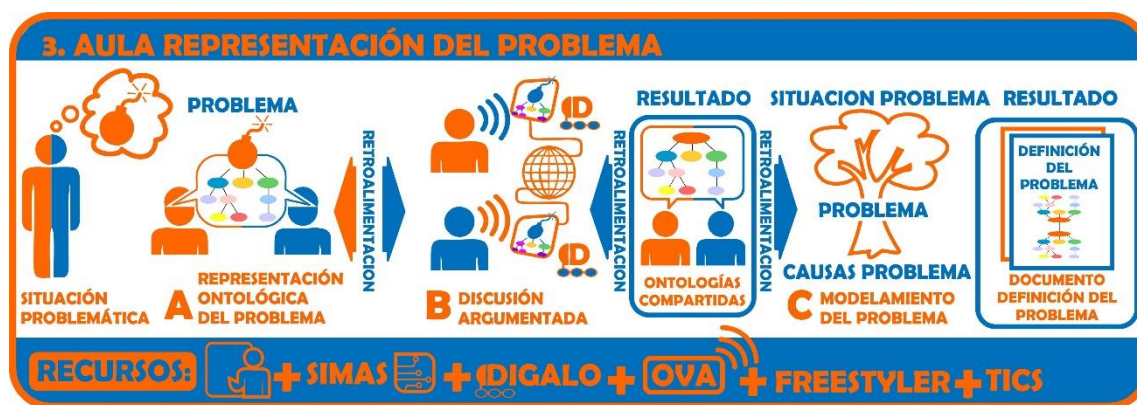 3. AULA REPRESENTACIÓN DEL PROBLEMA
SITUACIÓN
PROBLEMÁTICA
PROBLEMA
A REPRESENTACIÓN
ONTOLÓGICA
DEL PROBLEMA
RETROALIMENTACION
D
D
B DISCUSIÓN
ARGUMENTADA
RETROALIMENTACION
RESULTADO
ONTOLOGÍAS
COMPARTIDAS
RETROALIMENTACION
SITUACION PROBLEMA
PROBLEMA
CAUSAS PROBLEMA
C MODELAMIENTO
DEL PROBLEMA
RESULTADO
DEFINICIÓN
DEL
PROBLEMA
DOCUMENTO
DEFINICIÓN DEL
PROBLEMA
RECURSOS: + SIMAS + DIGALO + OVA + FREESTYLER + TICS